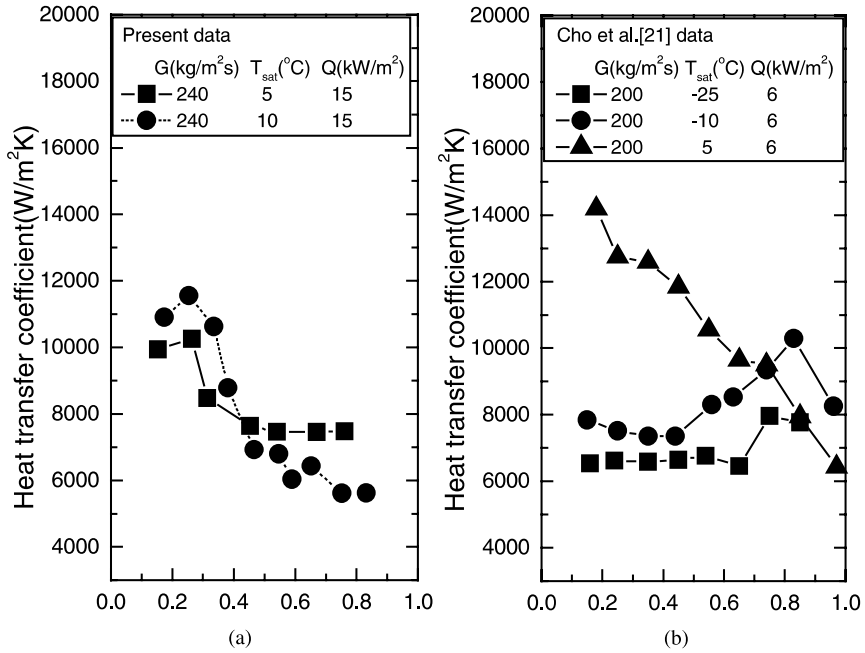 Present data
G(kg/m²s) T_sat(°C) Q(kW/m²)
240 5 15
240 10 15
Heat transfer coefficient(W/m²K)
20000
18000
16000
14000
12000
10000
8000
6000
4000
0.0 0.2 0.4 0.6 0.8 1.0
(a)
Cho et al.[21] data
G(kg/m²s) T_sat(°C) Q(kW/m²)
200 -25 6
200 -10 6
200 5 6
Heat transfer coefficient(W/m²K)
20000
18000
16000
14000
12000
10000
8000
6000
4000
0.0 0.2 0.4 0.6 0.8 1.0
(b)